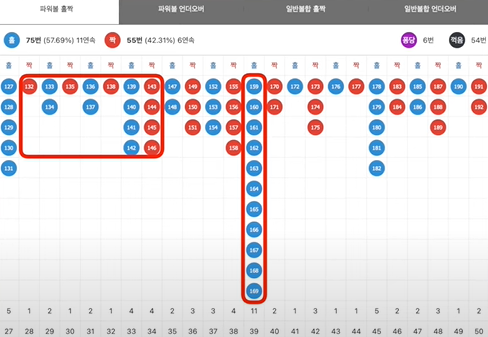 파워볼 홀짝 파워볼 언더오버 일반볼합 홀짝 일반볼합 언더오버
홀 75번 (57.69%) 11연속 짝 55번 (42.31%) 6연속 퐁당 6번 꺽음 54번
홀 짝 홀 짝 홀 짝 홀 짝 홀 짝 홀 짝 홀 짝 홀 짝 홀 짝 홀 짝 홀 짝 홀 짝
127 132 133 135 136 138 139 143 147 149 152 155 159 170 172 173 176 177 178 183 185 187 190 191
128 134 137 140 144 148 150 153 156 160 171 174 179 184 186 188 192
129 141 145 151 154 157 161 175 180 189
130 142 146 158 162 181
131 163 182
164
165
166
167
168
169
5 1 2 1 2 1 4 4 2 3 3 4 11 2 1 3 1 2 5 2 2 3 1 2
27 28 29 30 31 32 33 34 35 36 37 38 39 40 41 42 43 44 45 46 47 48 49 50